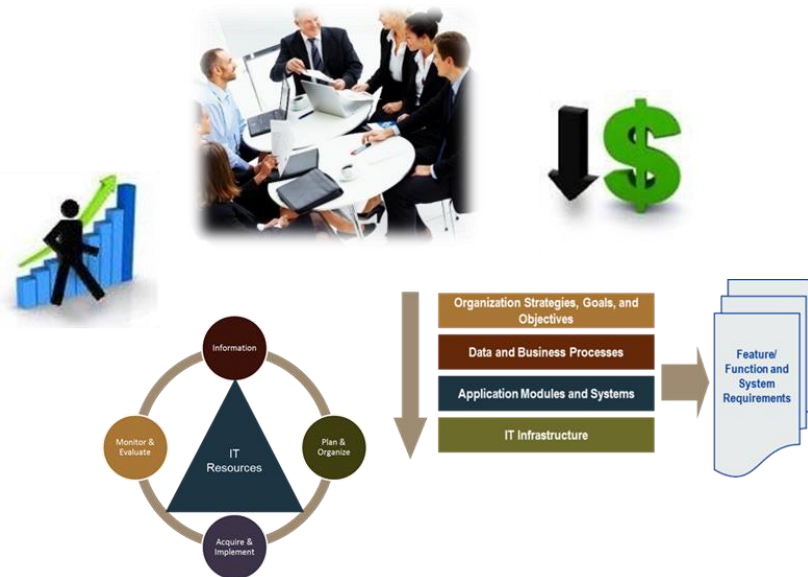 $
Organization Strategies, Goals, and
Objectives
Data and Business Processes
Application Modules and Systems
IT Infrastructure
Feature/
Function and
System
Requirements
Information
Monitor &
Evaluate
IT
Resources
Plan &
Organize
Acquire &
Implement